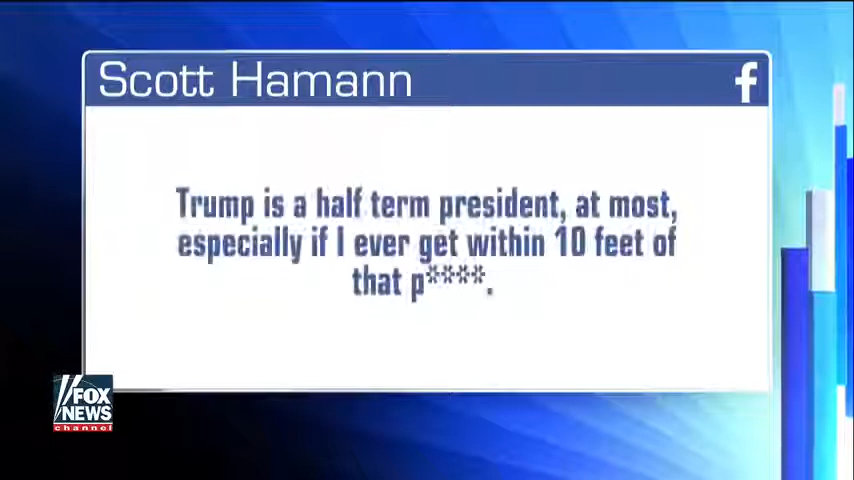 Scott Hamann
f
Trump is a half term president, at most,
especially if I ever get within 10 feet of
that p****.
FOX
NEWS
channel